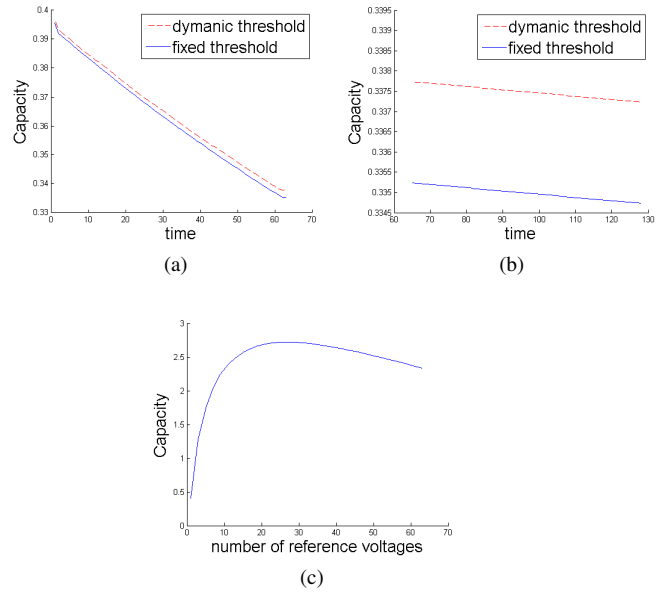 0.4
0.39
0.38
0.37
0.36
0.35
0.34
0.33
Capacity
dymanic threshold
fixed threshold
0 10 20 30 40 50 60 70
time
(a)
0.3395
0.339
0.3385
0.338
0.3375
0.337
0.3365
0.336
0.3355
0.335
0.3345
Capacity
dymanic threshold
fixed threshold
60 70 80 90 100 110 120 130
time
(b)
3
2.5
2
1.5
1
0.5
0
Capacity
0 10 20 30 40 50 60 70
number of reference voltages
(c)